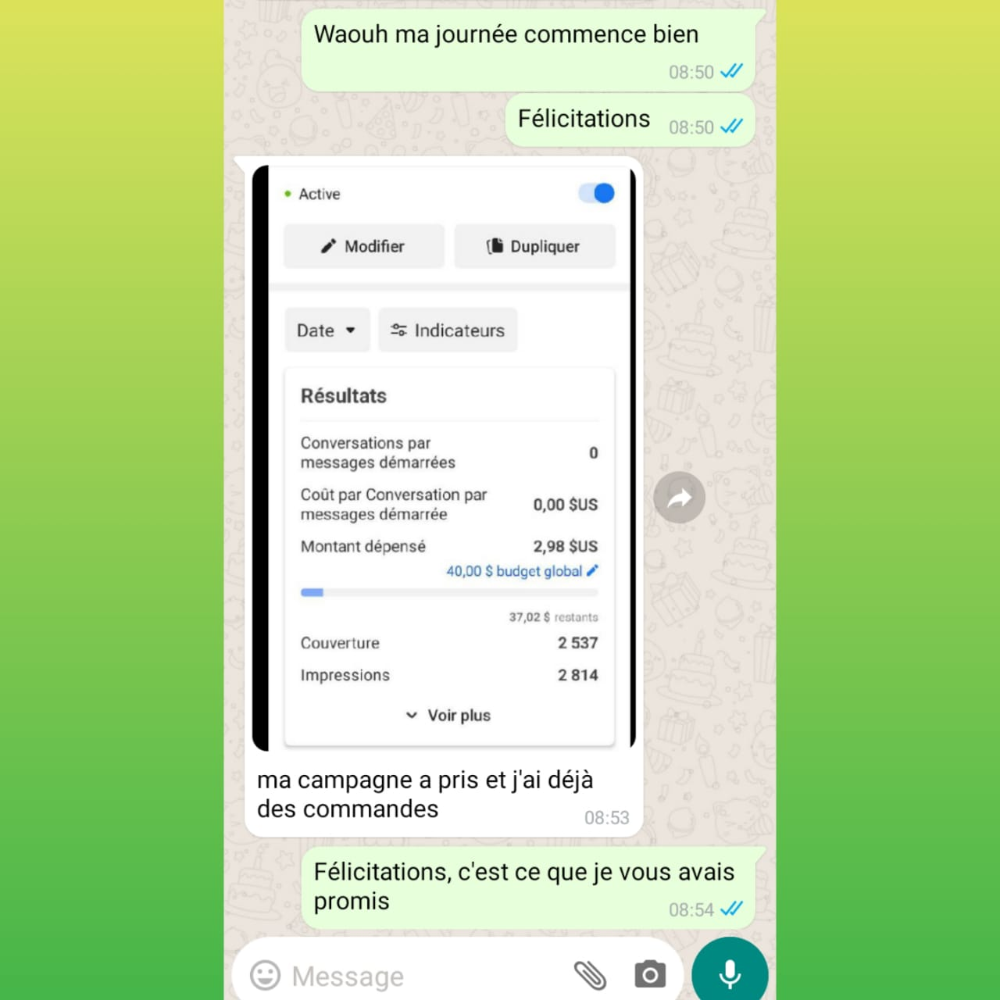 Waouh ma journée commence bien
08:50
Félicitations 08:50
Active
Modifier Dupliquer
Date Indicateurs
Résultats
Conversations par
messages démarrées 0
Coût par Conversation par
messages démarrée 0,00 $US
Montant dépensé 2,98 $US
40,00 $ budget global
37,02 $ restants
Couverture 2 537
Impressions 2 814
Voir plus
ma campagne a pris et j'ai déjà
des commandes 08:53
Félicitations, c'est ce que je vous avais
promis 08:54
Message